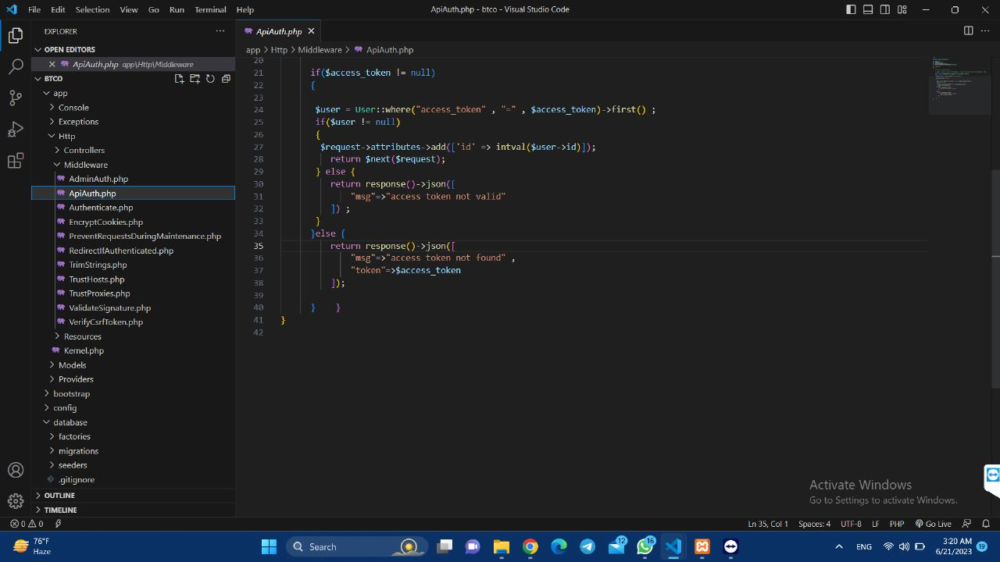 File Edit Selection View Go Run Terminal Help
ApiAuth.php - btco - Visual Studio Code
EXPLORER
OPEN EDITORS
ApiAuth.php app\Http\Middleware
BTCO
app
Console
Exceptions
Http
Controllers
Middleware
AdminAuth.php
ApiAuth.php
Authenticate.php
EncryptCookies.php
PreventRequestsDuringMaintenance.php
RedirectIfAuthenticated.php
TrimStrings.php
TrustHosts.php
TrustProxies.php
ValidateSignature.php
VerifyCsrfToken.php
Resources
Kernel.php
Models
Providers
bootstrap
config
database
factories
migrations
seeders
.gitignore
OUTLINE
TIMELINE
ApiAuth.php
app > Http > Middleware > ApiAuth.php
20
21 if($access_token != null)
22 {
23
24 $user = User::where("access_token" , "=" , $access_token)->first() ;
25 if($user != null)
26 {
27 $request->attributes->add(['id' => intval($user->id)]);
28 return $next($request);
29 } else {
30 return response()->json([
31 "msg"=>"access token not valid"
32 ]) ;
33 }
34 }else {
35 return response()->json([
36 "msg"=>"access token not found" ,
37 "token"=>$access_token
38 ]);
39
40 } }
41 }
42
Activate Windows
Go to Settings to activate Windows.
0 0
Ln 35, Col 1 Spaces: 4 UTF-8 LF PHP Go Live
76°F
Haze
Search
12
16
ENG
3:20 AM
6/21/2023
19